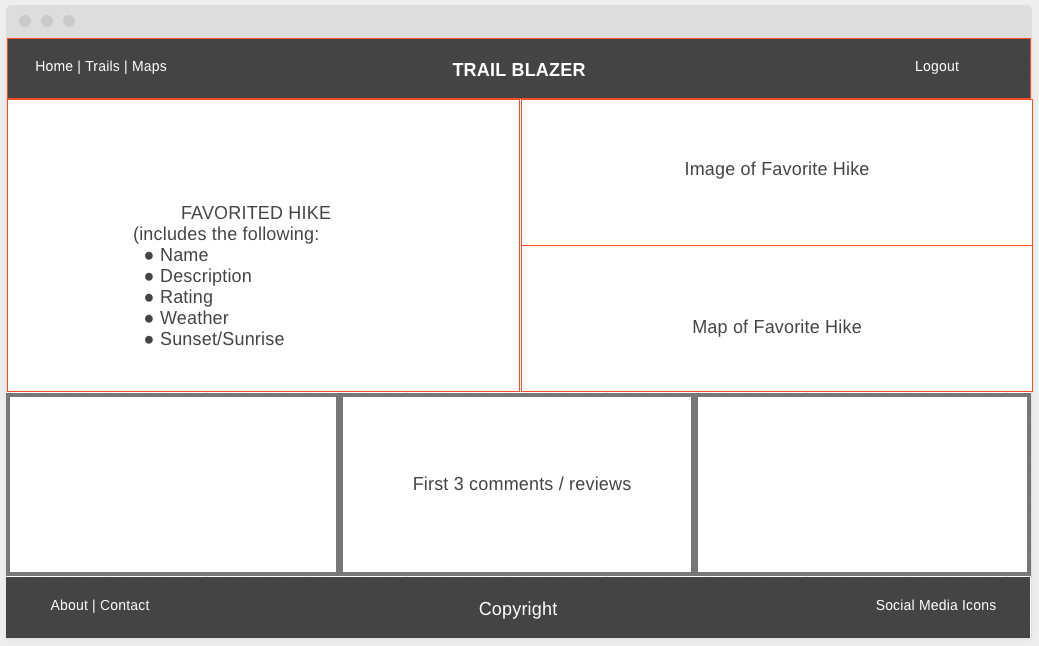 Home | Trails | Maps
TRAIL BLAZER
Logout
FAVORITED HIKE
(includes the following:
● Name
● Description
● Rating
● Weather
● Sunset/Sunrise
Image of Favorite Hike
Map of Favorite Hike
First 3 comments / reviews
About | Contact
Copyright
Social Media Icons